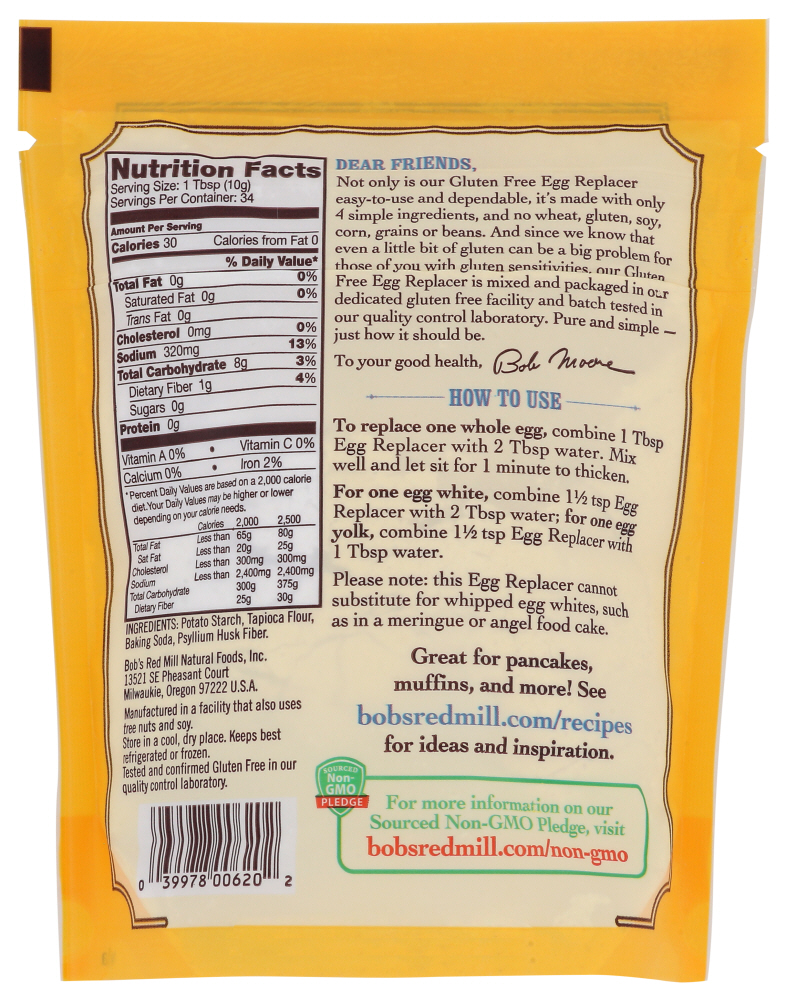 Nutrition Facts
Serving Size: 1 Tbsp (10g)
Servings Per Container: 34
Amount Per Serving
Calories 30 Calories from Fat 0
% Daily Value*
Total Fat 0g 0%
Saturated Fat 0g 0%
Trans Fat 0g
Cholesterol 0mg 0%
Sodium 320mg 13%
Total Carbohydrate 8g 3%
Dietary Fiber 1g 4%
Sugars 0g
Protein 0g
Vitamin A 0% • Vitamin C 0%
Calcium 0% • Iron 2%
*Percent Daily Values are based on a 2,000 calorie
diet.Your Daily Values may be higher or lower
depending on your calorie needs.
Calories 2,000 2,500
Total Fat Less than 65g 80g
Sat Fat Less than 20g 25g
Cholesterol Less than 300mg 300mg
Sodium Less than 2,400mg 2,400mg
Total Carbohydrate 300g 375g
Dietary Fiber 25g 30g
INGREDIENTS: Potato Starch, Tapioca Flour,
Baking Soda, Psyllium Husk Fiber.
Bob's Red Mill Natural Foods, Inc.
13521 SE Pheasant Court
Milwaukie, Oregon 97222 U.S.A.
Manufactured in a facility that also uses
tree nuts and soy.
Store in a cool, dry place. Keeps best
refrigerated or frozen.
Tested and confirmed Gluten Free in our
quality control laboratory.
0 39978 00620 2
DEAR FRIENDS,
Not only is our Gluten Free Egg Replacer
easy-to-use and dependable, it's made with only
4 simple ingredients, and no wheat, gluten, soy,
corn, grains or beans. And since we know that
even a little bit of gluten can be a big problem for
those of you with gluten sensitivities, our Gluten
Free Egg Replacer is mixed and packaged in our
dedicated gluten free facility and batch tested in
our quality control laboratory. Pure and simple —
just how it should be.
To your good health, Bob Moore
HOW TO USE
To replace one whole egg, combine 1 Tbsp
Egg Replacer with 2 Tbsp water. Mix
well and let sit for 1 minute to thicken.
For one egg white, combine 1½ tsp Egg
Replacer with 2 Tbsp water; for one egg
yolk, combine 1½ tsp Egg Replacer with
1 Tbsp water.
Please note: this Egg Replacer cannot
substitute for whipped egg whites, such
as in a meringue or angel food cake.
Great for pancakes,
muffins, and more! See
bobsredmill.com/recipes
for ideas and inspiration.
SOURCED
Non-
GMO
PLEDGE
For more information on our
Sourced Non-GMO Pledge, visit
bobsredmill.com/non-gmo